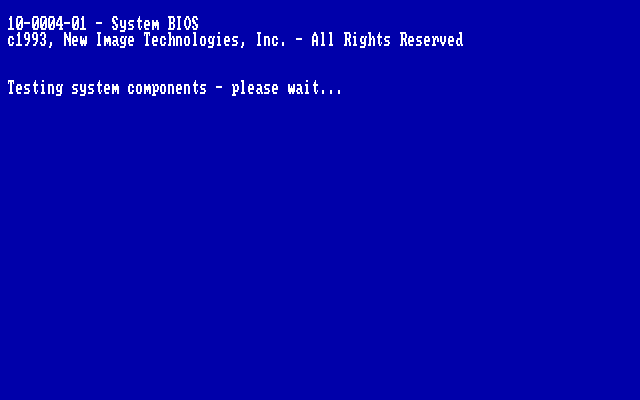 10-0004-01 - System BIOS
c1993, New Image Technologies, Inc. - All Rights Reserved
Testing system components - please wait...